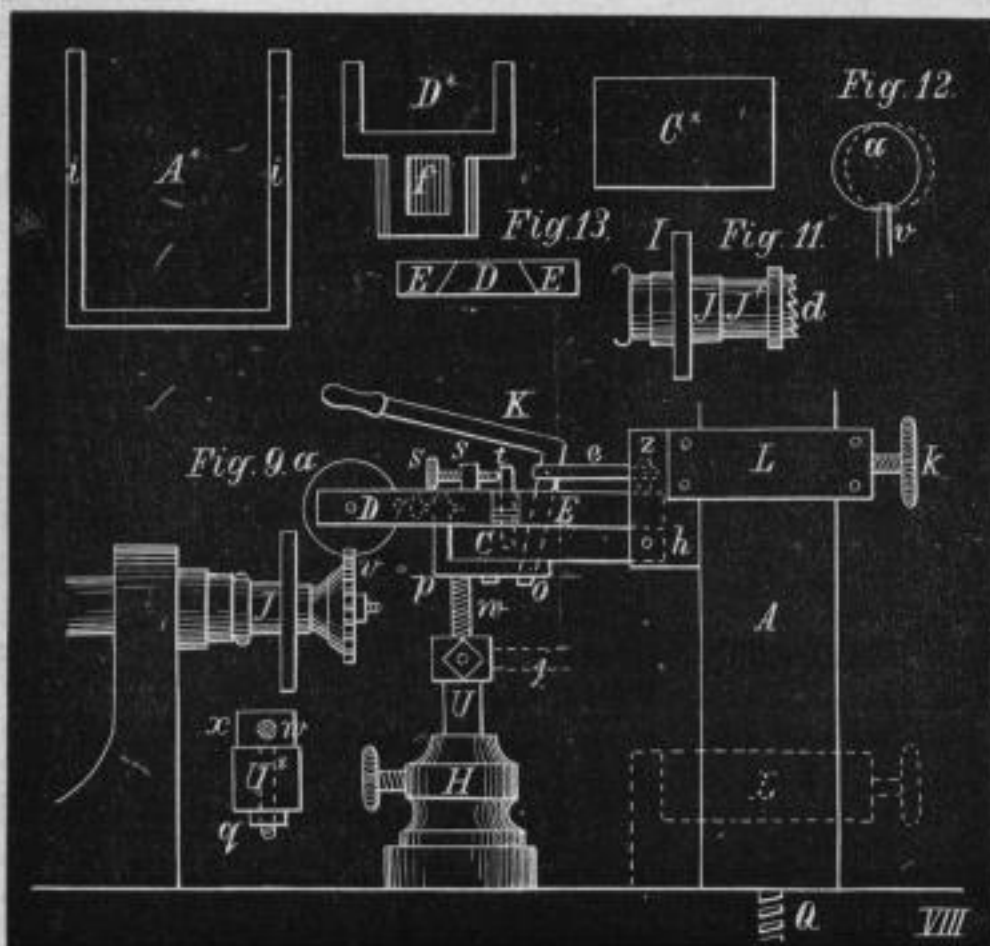 Fig. 12.
D*
C**
a
i A* i
f
v
Fig. 13
I Fig. 11.
E D E
J J' d
K
Fig. 9. a
s s t e z L k
D E
C h
v p o
w
J A
j
x w U
U² H
q
Q VIII